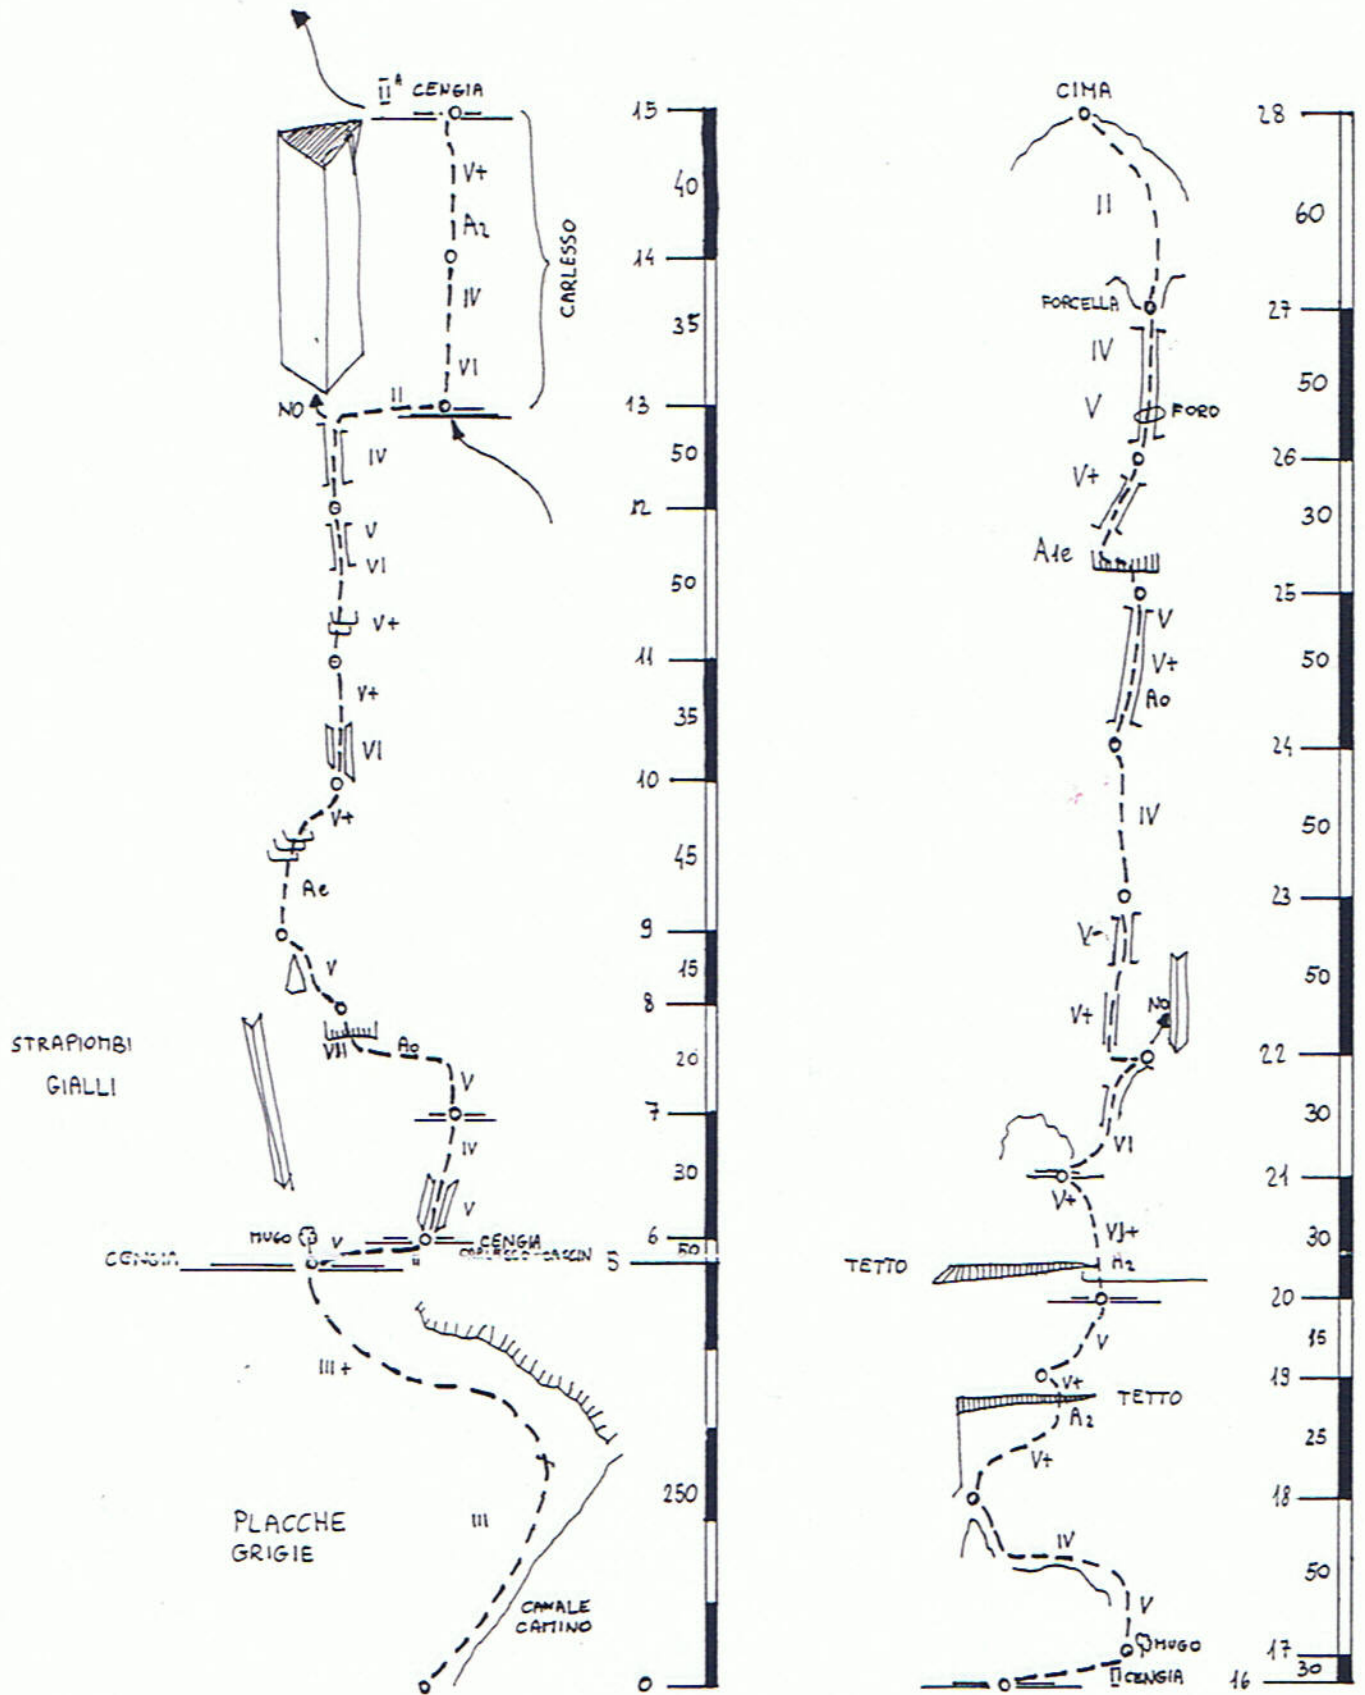 IIᴬ CENGIA
15
V+
40
A2
14
CARLESSO
IV
35
VI
II
NO
13
IV
50
12
V
VI
50
V+
11
V+
35
VI
10
V+
45
Ae
9
V
15
8
STRAPIOMBI
GIALLI
VII
A0
20
V
7
IV
30
V
MUGO
V
CENGIA
6
50
CENGIA
II
5
III+
250
PLACCHE
GRIGIE
III
CANALE
CAMINO
0
CIMA
28
II
60
FORCELLA
27
IV
50
V
FORO
26
V+
30
A1e
25
V
V+
50
A0
24
IV
50
23
V-
50
V+
NO
22
30
VI
21
V+
VI+
30
TETTO
A2
20
V
15
19
V+
TETTO
A2
25
V+
18
IV
50
V
MUGO
17
II CENGIA
30
16